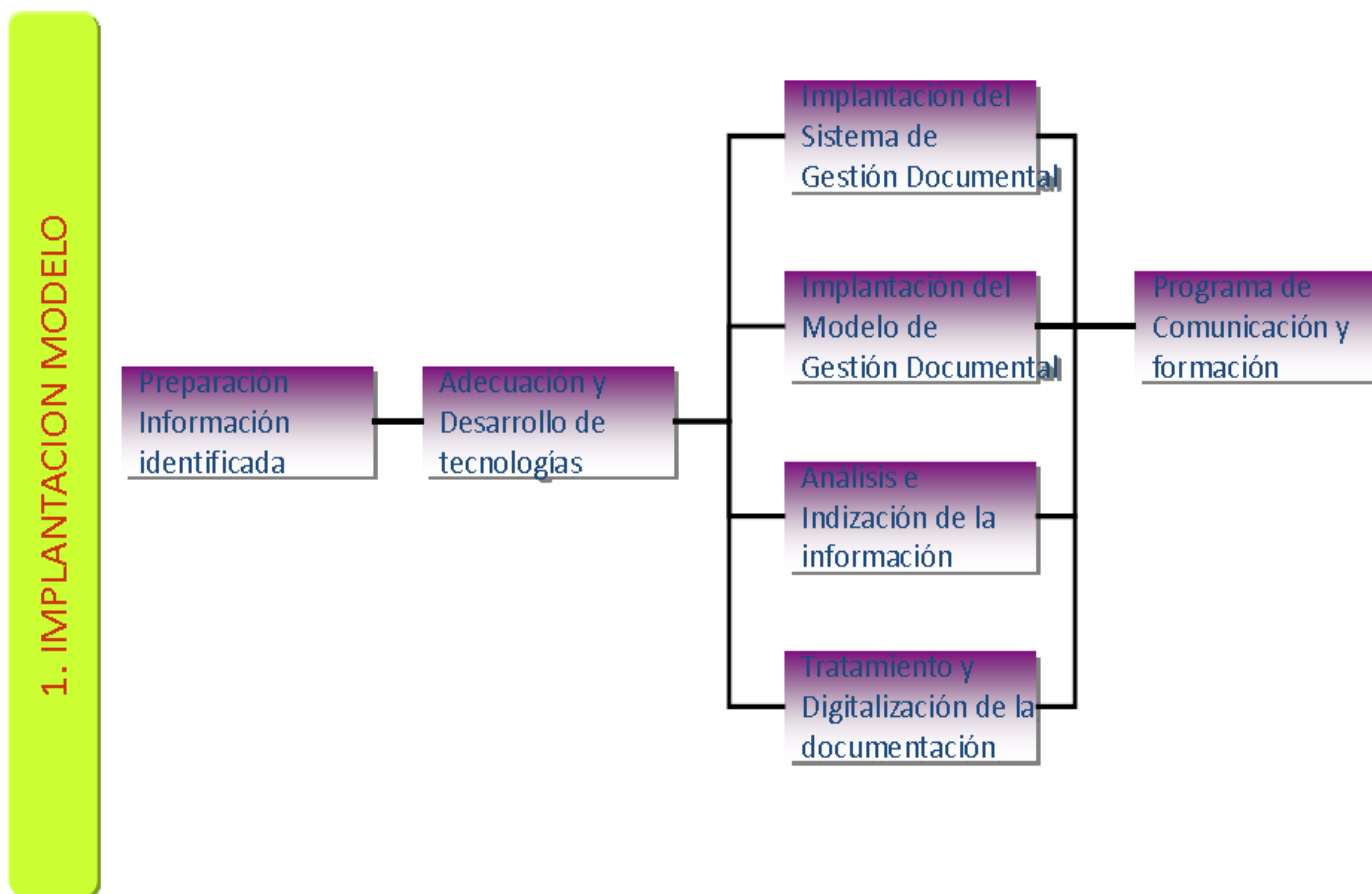 1. IMPLANTACION MODELO
Preparación
Información
identificada
Adecuación y
Desarrollo de
tecnologías
Implantación del
Sistema de
Gestión Documental
Implantación del
Modelo de
Gestión Documental
Análisis e
Indización de la
información
Tratamiento y
Digitalización de la
documentación
Programa de
Comunicación y
formación